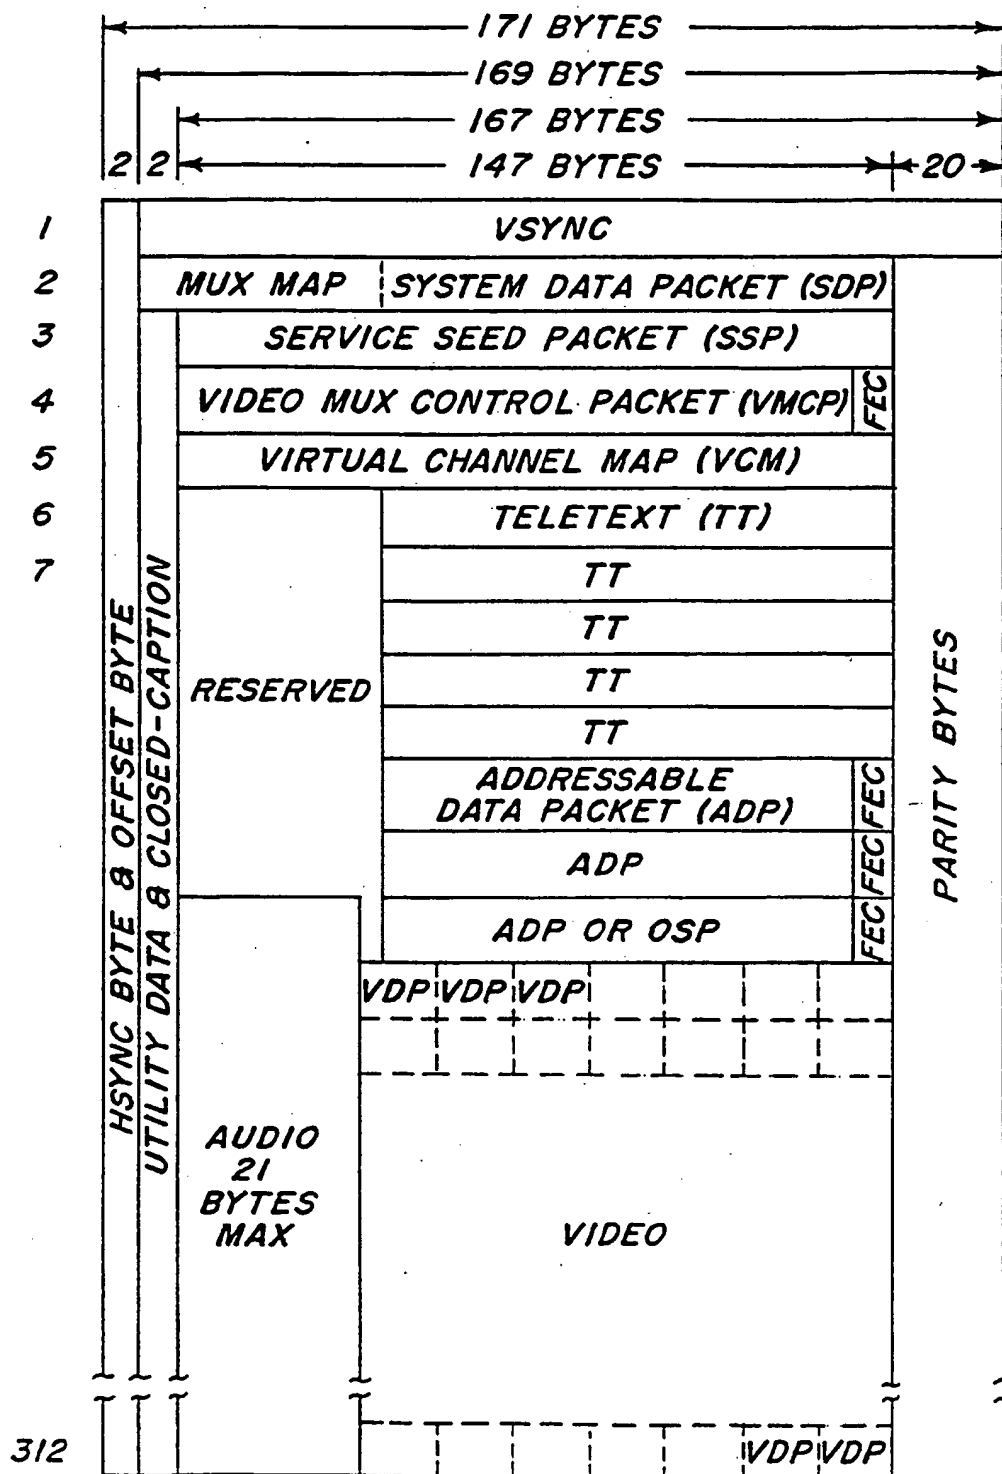 171 BYTES
169 BYTES
167 BYTES
2 2 147 BYTES 20
1 VSYNC
2 MUX MAP SYSTEM DATA PACKET (SDP)
3 SERVICE SEED PACKET (SSP)
4 VIDEO MUX CONTROL PACKET (VMCP) FEC
5 VIRTUAL CHANNEL MAP (VCM)
6 TELETEXT (TT)
7 TT
TT
TT
TT
RESERVED
ADDRESSABLE
DATA PACKET (ADP) FEC
ADP FEC
ADP OR OSP FEC
HSYNC BYTE & OFFSET BYTE
UTILITY DATA & CLOSED-CAPTION
PARITY BYTES
VDP VDP VDP
AUDIO
21
BYTES
MAX
VIDEO
312 VDP VDP